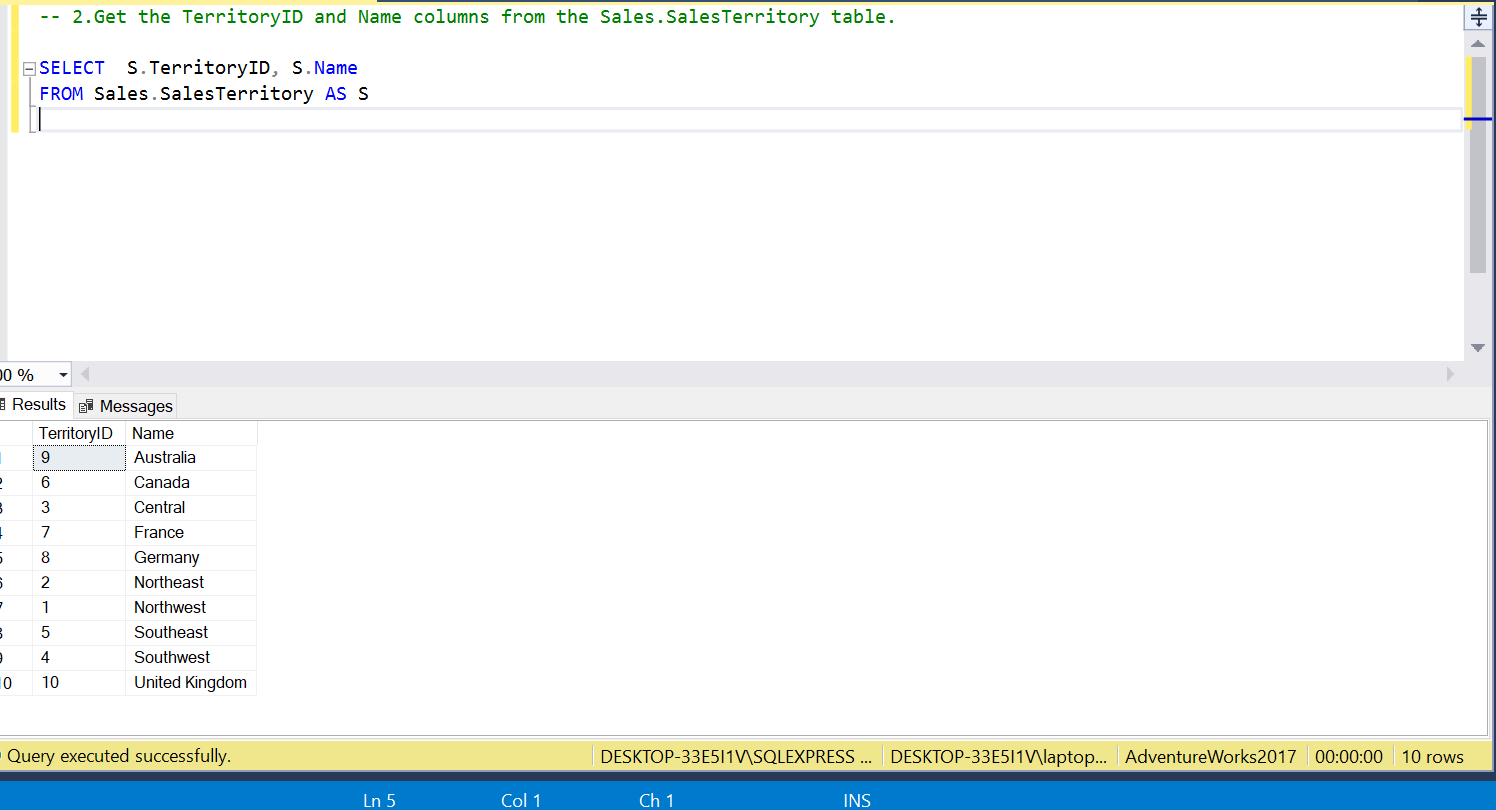 -- 2.Get the TerritoryID and Name columns from the Sales.SalesTerritory table.
SELECT  S.TerritoryID, S.Name
FROM Sales.SalesTerritory AS S
00 %
Results Messages
TerritoryID Name
9 Australia
6 Canada
3 Central
7 France
8 Germany
2 Northeast
1 Northwest
5 Southeast
4 Southwest
10 10 United Kingdom
Query executed successfully. DESKTOP-33E5I1V\SQLEXPRESS ... DESKTOP-33E5I1V\laptop... AdventureWorks2017 00:00:00 10 rows
Ln 5 Col 1 Ch 1 INS